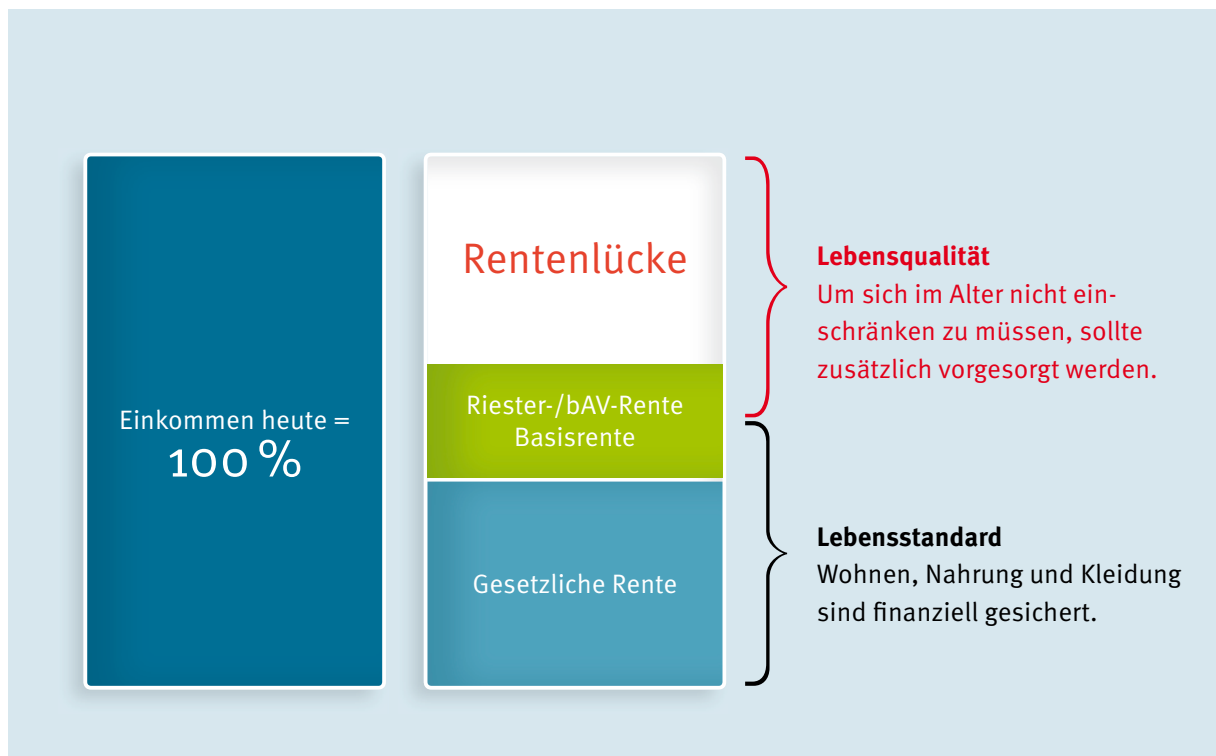 Einkommen heute =
100 %
Rentenlücke
Riester-/bAV-Rente
Basisrente
Gesetzliche Rente
Lebensqualität
Um sich im Alter nicht ein-
schränken zu müssen, sollte
zusätzlich vorgesorgt werden.
Lebensstandard
Wohnen, Nahrung und Kleidung
sind finanziell gesichert.